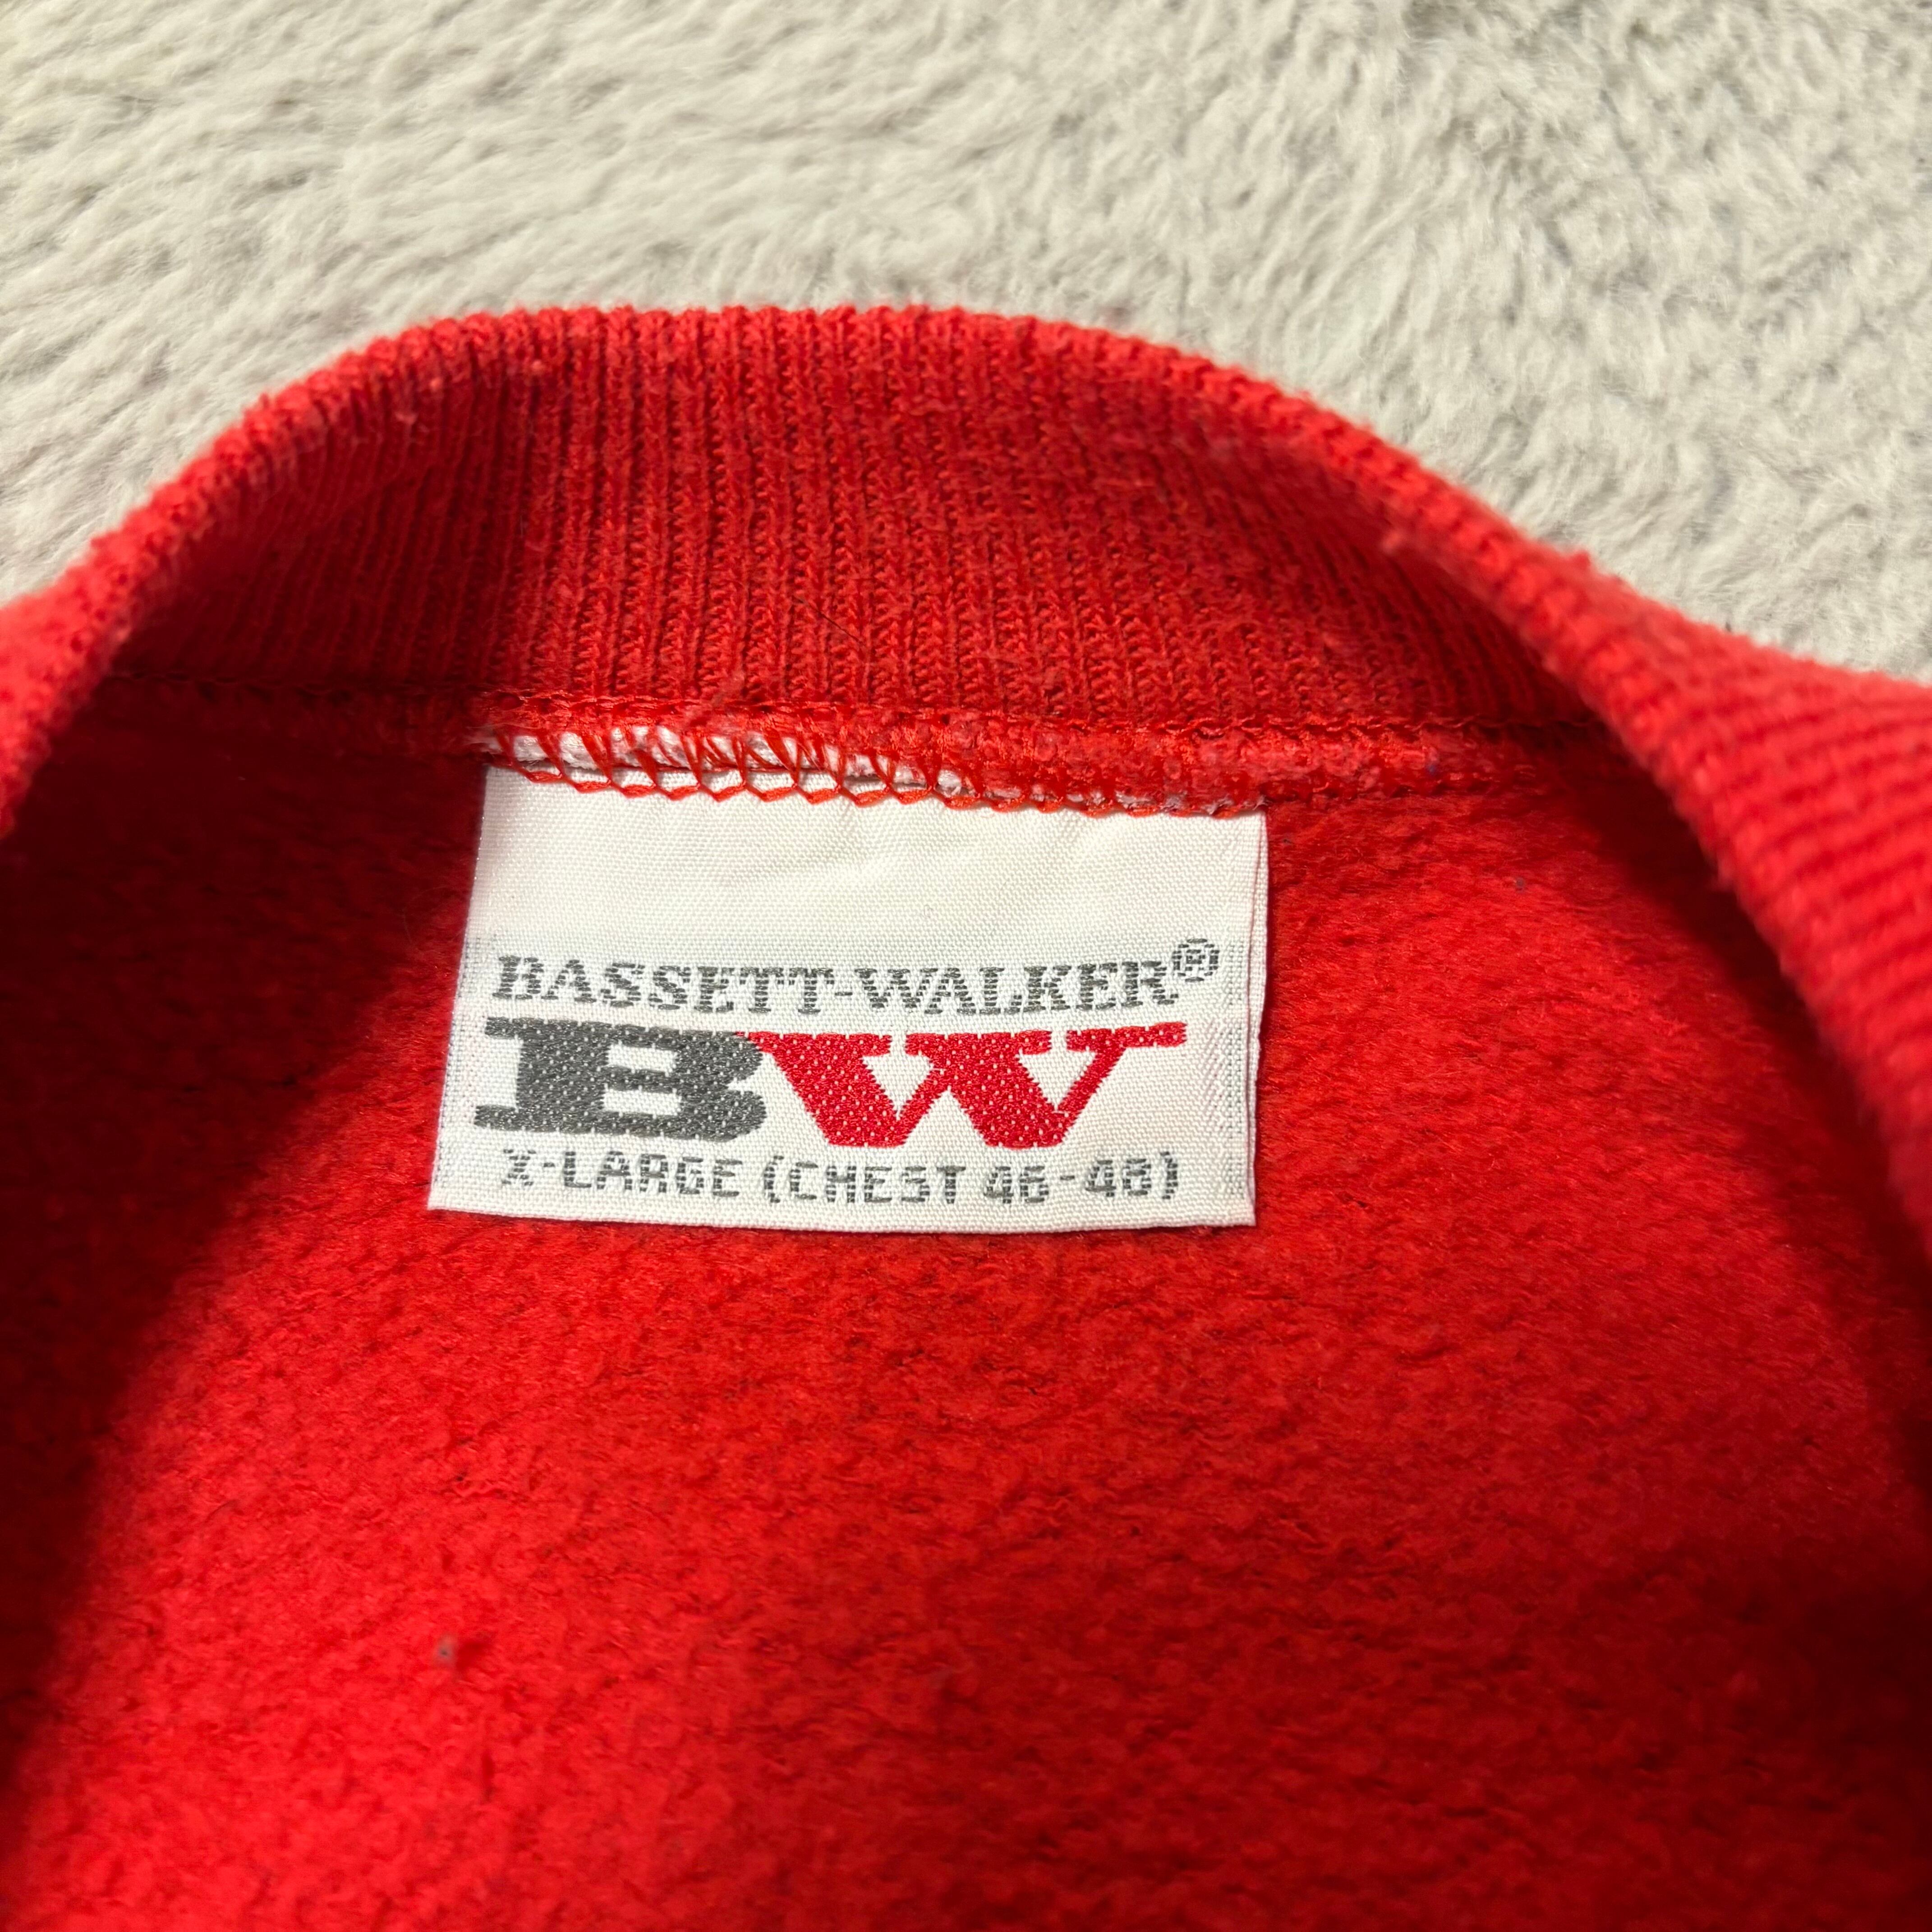 BASSETT-WALKER®
BW
X-LARGE (CHEST 46-48)